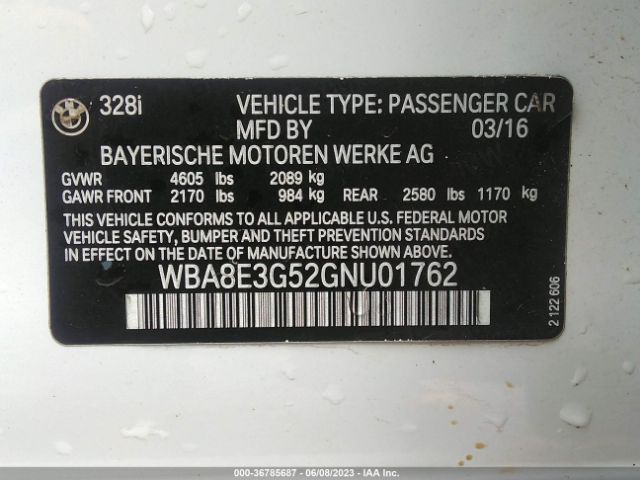 328i VEHICLE TYPE: PASSENGER CAR
MFD BY 03/16
BAYERISCHE MOTOREN WERKE AG
GVWR 4605 lbs 2089 kg
GAWR FRONT 2170 lbs 984 kg REAR 2580 lbs 1170 kg
THIS VEHICLE CONFORMS TO ALL APPLICABLE U.S. FEDERAL MOTOR
VEHICLE SAFETY, BUMPER AND THEFT PREVENTION STANDARDS IN
EFFECT ON THE DATE OF MANUFACTURE SHOWN ABOVE.
WBA8E3G52GNU01762
2 122 606
000-36785687 - 06/08/2023 - IAA Inc.